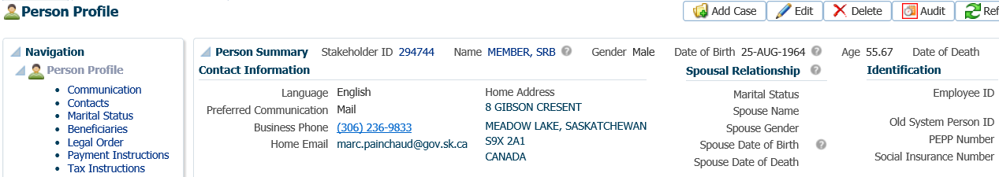 Person Profile
Add Case Edit Delete Audit Ref
Navigation
Person Profile
Communication
Contacts
Marital Status
Beneficiaries
Legal Order
Payment Instructions
Tax Instructions
Person Summary Stakeholder ID 294744 Name MEMBER, SRB Gender Male Date of Birth 25-AUG-1964 Age 55.67 Date of Death
Contact Information
Language English
Preferred Communication Mail
Business Phone (306) 236-9833
Home Email marc.painchaud@gov.sk.ca
Home Address
8 GIBSON CRESENT
MEADOW LAKE, SASKATCHEWAN
S9X 2A1
CANADA
Spousal Relationship
Marital Status
Spouse Name
Spouse Gender
Spouse Date of Birth
Spouse Date of Death
Identification
Employee ID
Old System Person ID
PEPP Number
Social Insurance Number